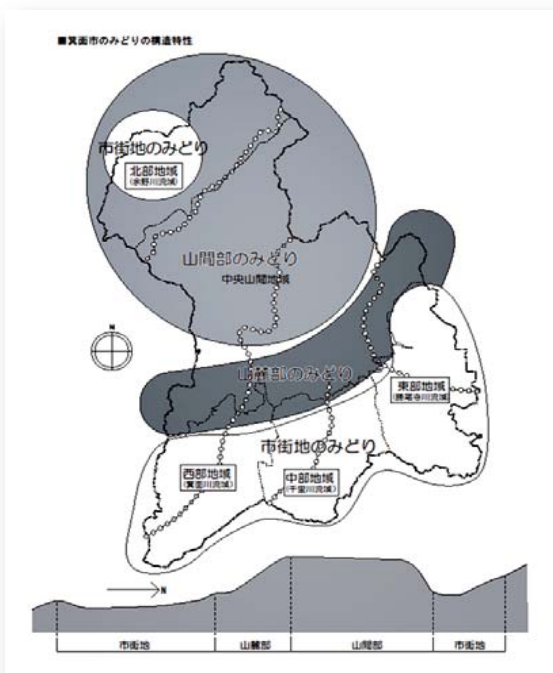 ■箕面市のみどりの構造特性
市街地のみどり
北部地域
(余野川流域)
山間部のみどり
中央山間地域
N
山麓部のみどり
東部地域
(勝尾寺川流域)
市街地のみどり
西部地域
(箕面川流域)
中部地域
(千里川流域)
N
市街地
山麓部
山間部
市街地